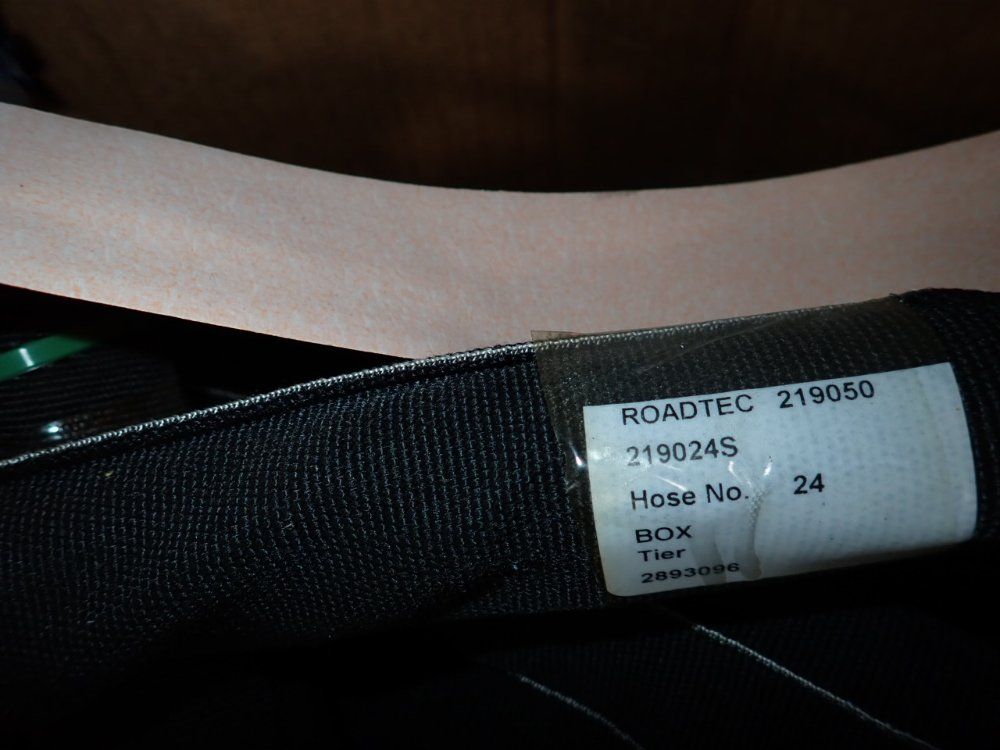 ROADTEC 219050
219024S
Hose No. 24
BOX
Tier
2893096